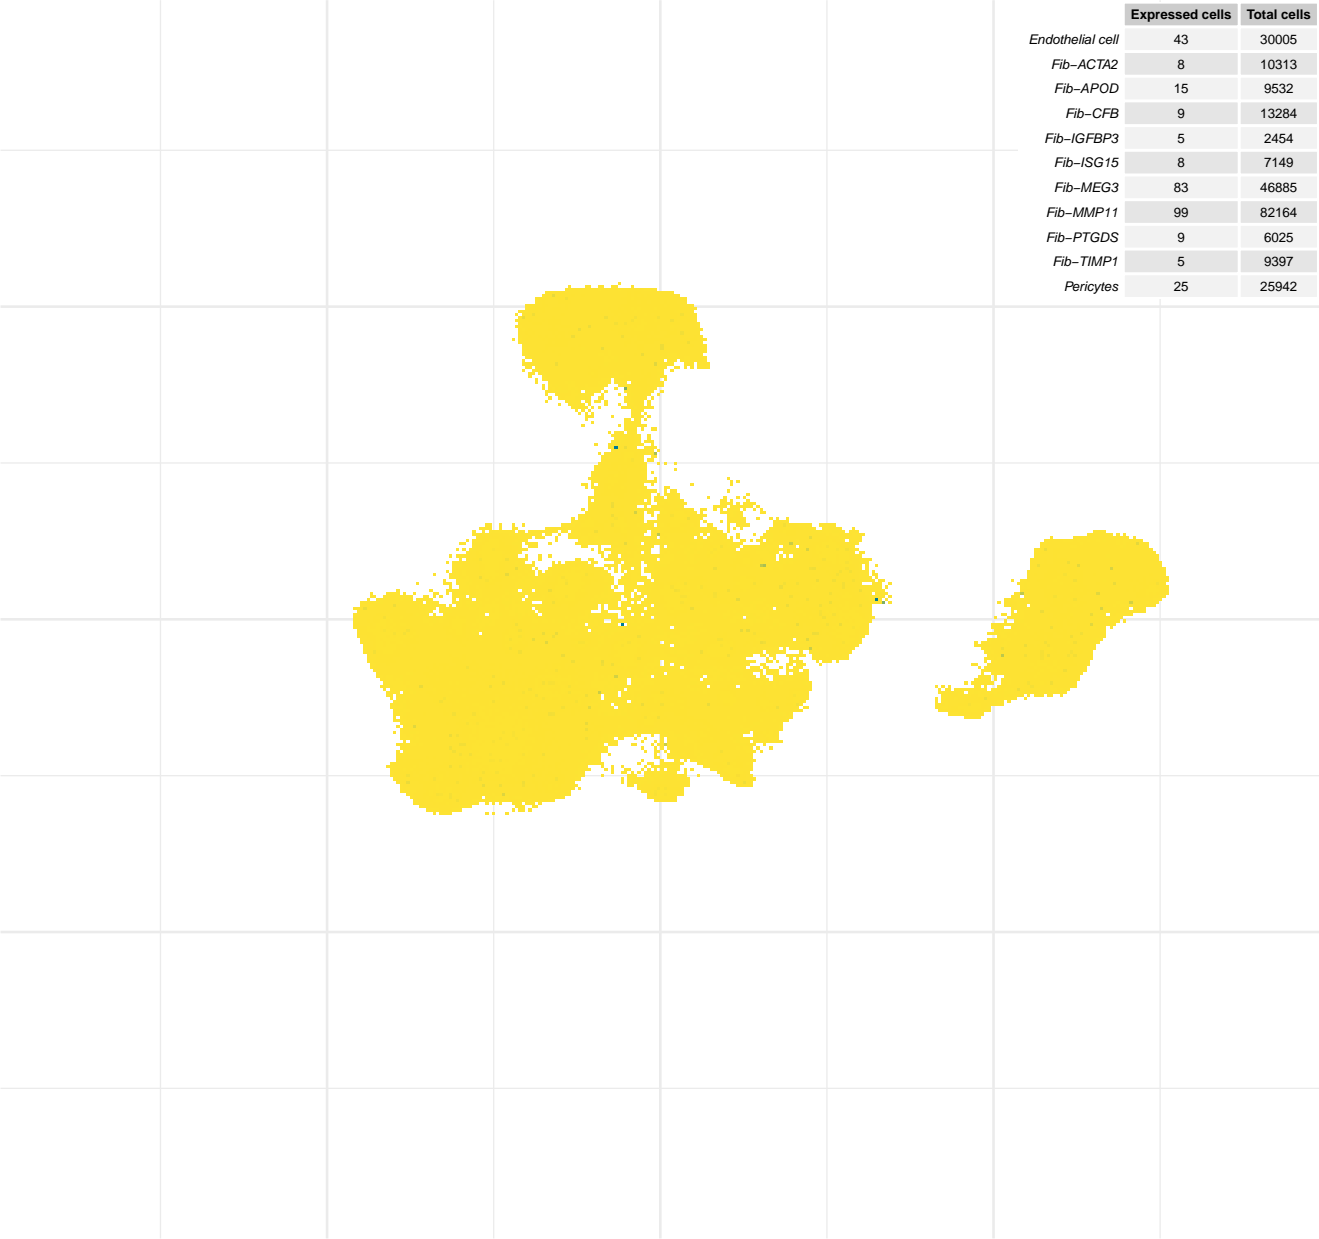 Expressed cells Total cells
Endothelial cell 43 30005
Fib−ACTA2 8 10313
Fib−APOD 15 9532
Fib−CFB 9 13284
Fib−IGFBP3 5 2454
Fib−ISG15 8 7149
Fib−MEG3 83 46885
Fib−MMP11 99 82164
Fib−PTGDS 9 6025
Fib−TIMP1 5 9397
Pericytes 25 25942